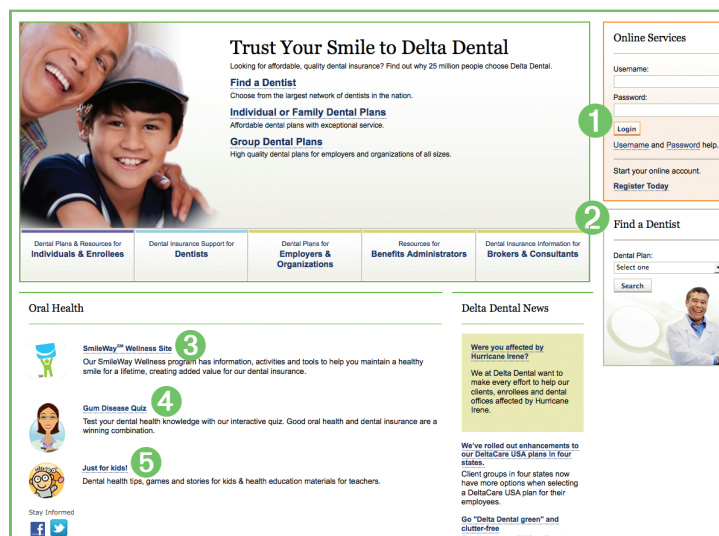 Trust Your Smile to Delta Dental
Looking for affordable, quality dental insurance? Find out why 25 million people choose Delta Dental.
Find a Dentist
Choose from the largest network of dentists in the nation.
Individual or Family Dental Plans
Affordable dental plans with exceptional service.
Group Dental Plans
High quality dental plans for employers and organizations of all sizes.
Dental Plans & Resources for
Individuals & Enrollees
Dental Insurance Support for
Dentists
Dental Plans for
Employers &
Organizations
Resources for
Benefits Administrators
Dental Insurance Information for
Brokers & Consultants
Online Services
Username:
Password:
1
Login
Username and Password help.
Start your online account.
Register Today
2
Find a Dentist
Dental Plan:
Select one
Search
Oral Health
SmileWay℠ Wellness Site
3
Our SmileWay Wellness program has information, activities and tools to help you maintain a healthy
smile for a lifetime, creating added value for our dental insurance.
Gum Disease Quiz
4
Test your dental health knowledge with our interactive quiz. Good oral health and dental insurance are a
winning combination.
Just for kids!
5
Dental health tips, games and stories for kids & health education materials for teachers.
Stay Informed
Delta Dental News
Were you affected by
Hurricane Irene?
We at Delta Dental want to
make every effort to help our
clients, enrollees and dental
offices affected by Hurricane
Irene.
We've rolled out enhancements to
our DeltaCare USA plans in four
states.
Client groups in four states now
have more options when selecting
a DeltaCare USA plan for their
employees.
Go "Delta Dental green" and
clutter-free